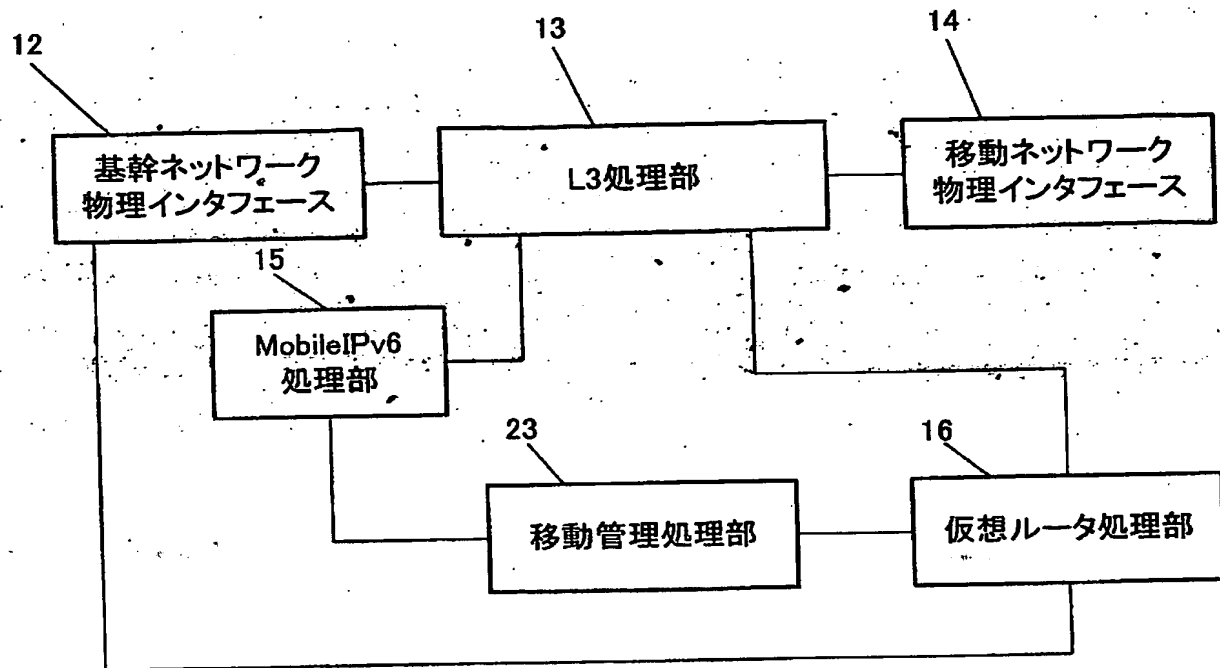 12
基幹ネットワーク
物理インタフェース
13
L3処理部
14
移動ネットワーク
物理インタフェース
15
MobileIPv6
処理部
23
移動管理処理部
16
仮想ルータ処理部